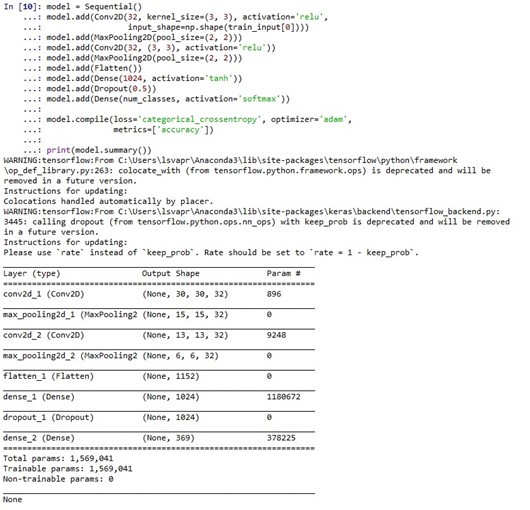 In [10]: model = Sequential()
    ...: model.add(Conv2D(32, kernel_size=(3, 3), activation='relu',
    ...:                  input_shape=np.shape(train_input[0])))
    ...: model.add(MaxPooling2D(pool_size=(2, 2)))
    ...: model.add(Conv2D(32, (3, 3), activation='relu'))
    ...: model.add(MaxPooling2D(pool_size=(2, 2)))
    ...: model.add(Flatten())
    ...: model.add(Dense(1024, activation='tanh'))
    ...: model.add(Dropout(0.5))
    ...: model.add(Dense(num_classes, activation='softmax'))
    ...:
    ...: model.compile(loss='categorical_crossentropy', optimizer='adam',
    ...:               metrics=['accuracy'])
    ...:
    ...: print(model.summary())
WARNING:tensorflow:From C:\Users\lsvapr\Anaconda3\lib\site-packages\tensorflow\python\framework
\op_def_library.py:263: colocate_with (from tensorflow.python.framework.ops) is deprecated and will be
removed in a future version.
Instructions for updating:
Colocations handled automatically by placer.
WARNING:tensorflow:From C:\Users\lsvapr\Anaconda3\lib\site-packages\keras\backend\tensorflow_backend.py:
3445: calling dropout (from tensorflow.python.ops.nn_ops) with keep_prob is deprecated and will be removed
in a future version.
Instructions for updating:
Please use `rate` instead of `keep_prob`. Rate should be set to `rate = 1 - keep_prob`.
_________________________________________________________________
Layer (type)                 Output Shape              Param #
=================================================================
conv2d_1 (Conv2D)            (None, 30, 30, 32)        896
_________________________________________________________________
max_pooling2d_1 (MaxPooling2 (None, 15, 15, 32)        0
_________________________________________________________________
conv2d_2 (Conv2D)            (None, 13, 13, 32)        9248
_________________________________________________________________
max_pooling2d_2 (MaxPooling2 (None, 6, 6, 32)          0
_________________________________________________________________
flatten_1 (Flatten)          (None, 1152)              0
_________________________________________________________________
dense_1 (Dense)              (None, 1024)              1180672
_________________________________________________________________
dropout_1 (Dropout)          (None, 1024)              0
_________________________________________________________________
dense_2 (Dense)              (None, 369)               378225
=================================================================
Total params: 1,569,041
Trainable params: 1,569,041
Non-trainable params: 0
_________________________________________________________________
None